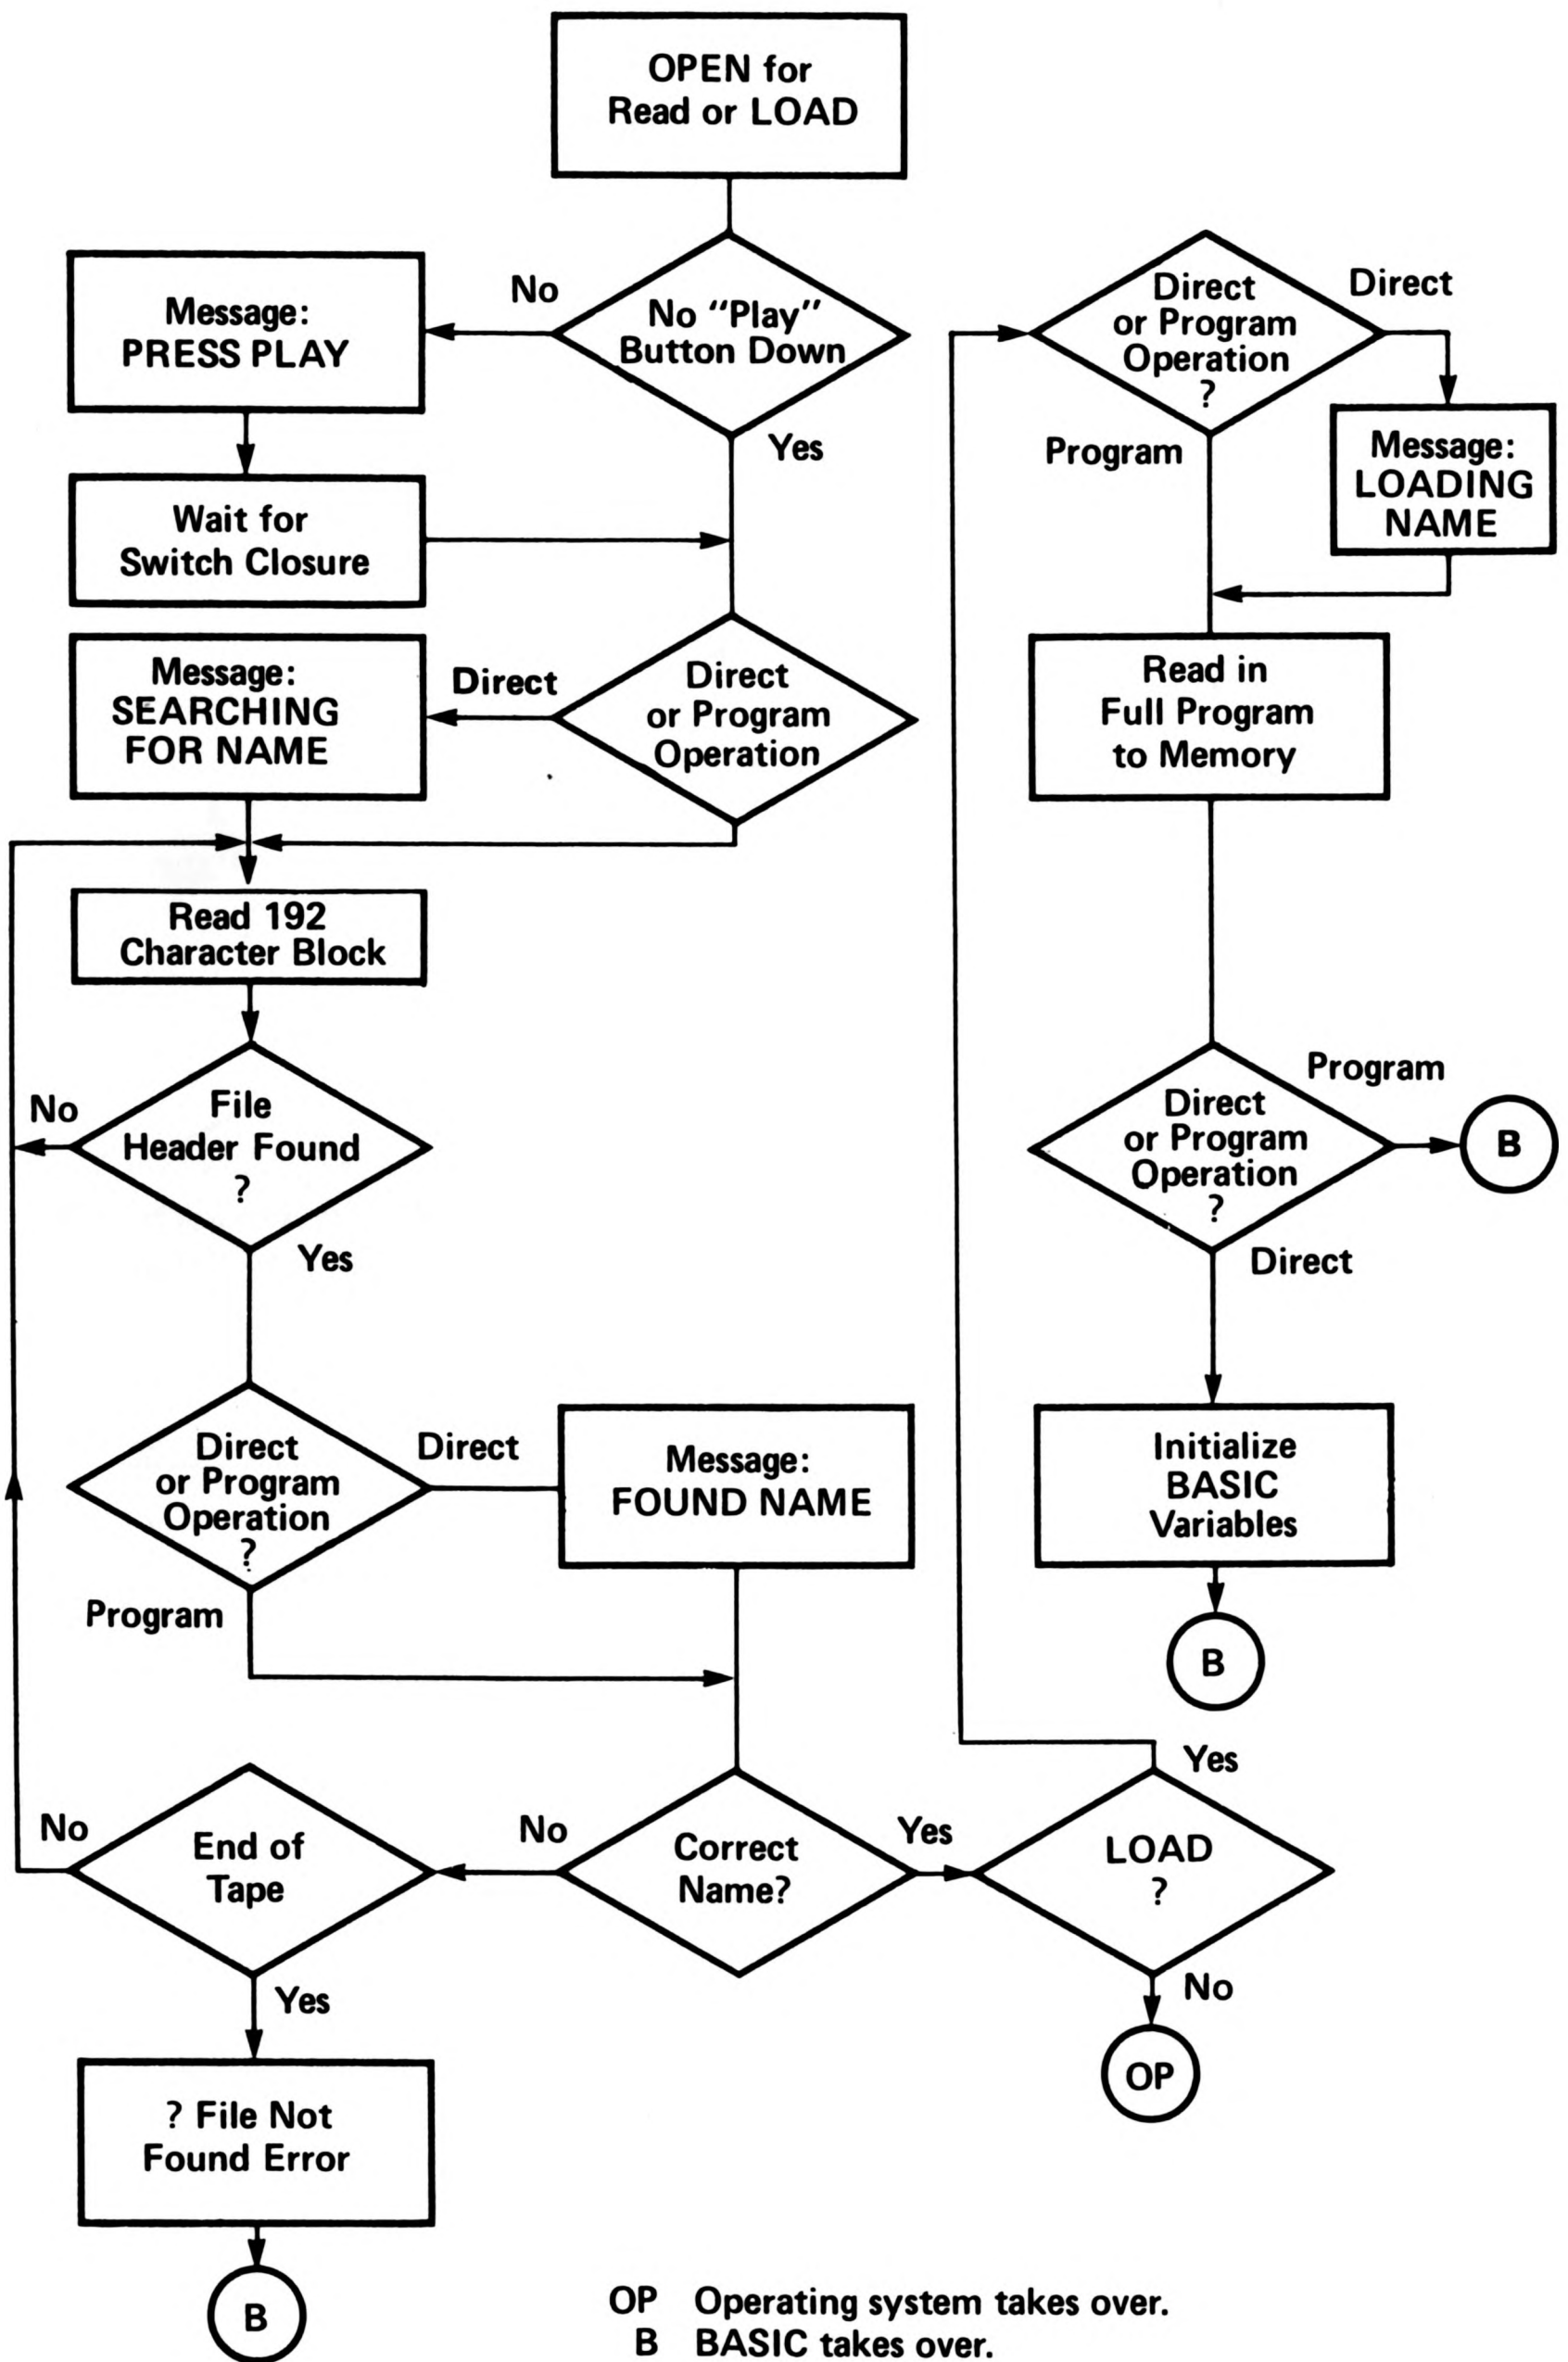 OPEN for
Read or LOAD
No
No "Play"
Button Down
Yes
Message:
PRESS PLAY
Wait for
Switch Closure
Direct
or Program
Operation
Direct
Message:
SEARCHING
FOR NAME
Read 192
Character Block
File
Header Found
?
No
Yes
Direct
or Program
Operation
?
Direct
Program
Message:
FOUND NAME
Correct
Name?
No
Yes
End of
Tape
No
Yes
? File Not
Found Error
B
LOAD
?
Yes
No
OP
Direct
or Program
Operation
?
Direct
Program
Message:
LOADING
NAME
Read in
Full Program
to Memory
Direct
or Program
Operation
?
Program
B
Direct
Initialize
BASIC
Variables
B
OP Operating system takes over.
B BASIC takes over.